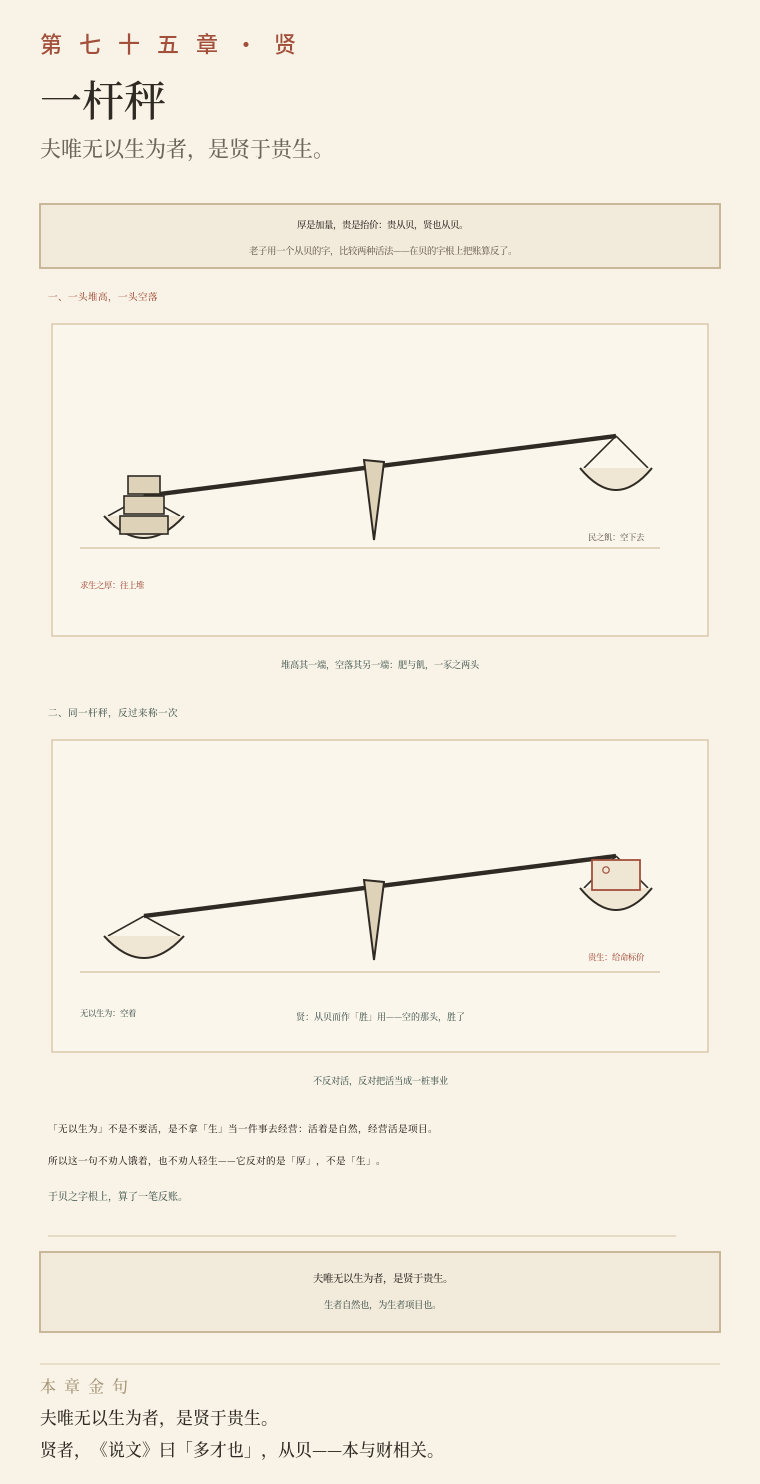 第七十五章・贤
一杆秤
夫唯无以生为者，是贤于贵生。
厚是加量，贵是抬价：贵从贝，贤也从贝。
老子用一个从贝的字，比较两种活法——在贝的字根上把账算反了。
一、一头堆高，一头空落
民之飢：空下去
求生之厚：往上堆
堆高其一端，空落其另一端：肥与飢，一豕之两头
二、同一杆秤，反过来称一次
贵生：给命标价
无以生为：空着
贤：从贝而作「胜」用——空的那头，胜了
不反对活，反对把活当成一桩事业
「无以生为」不是不要活，是不拿「生」当一件事去经营：活着是自然，经营活是项目。
所以这一句不劝人饿着，也不劝人轻生——它反对的是「厚」，不是「生」。
于贝之字根上，算了一笔反账。
夫唯无以生为者，是贤于贵生。
生者自然也，为生者项目也。
本章金句
夫唯无以生为者，是贤于贵生。
贤者，《说文》曰「多才也」，从贝——本与财相关。